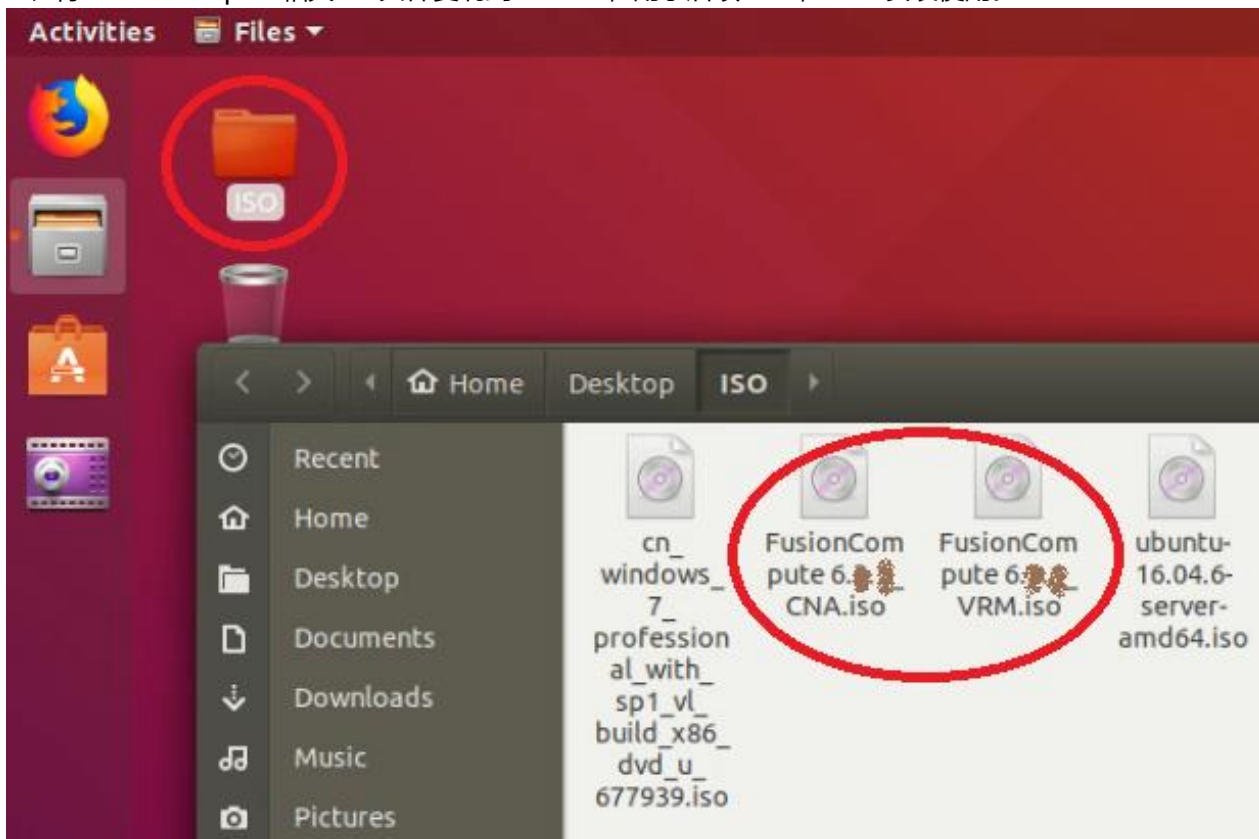 Activities Files
ISO
Home Desktop ISO
Recent
Home
Desktop
Documents
Downloads
Music
Pictures
cn_
windows_
7_
profession
al_with_
sp1_vl_
build_x86_
dvd_u_
677939.iso
FusionCom
pute 6.
CNA.iso
FusionCom
pute 6.
VRM.iso
ubuntu-
16.04.6-
server-
amd64.iso